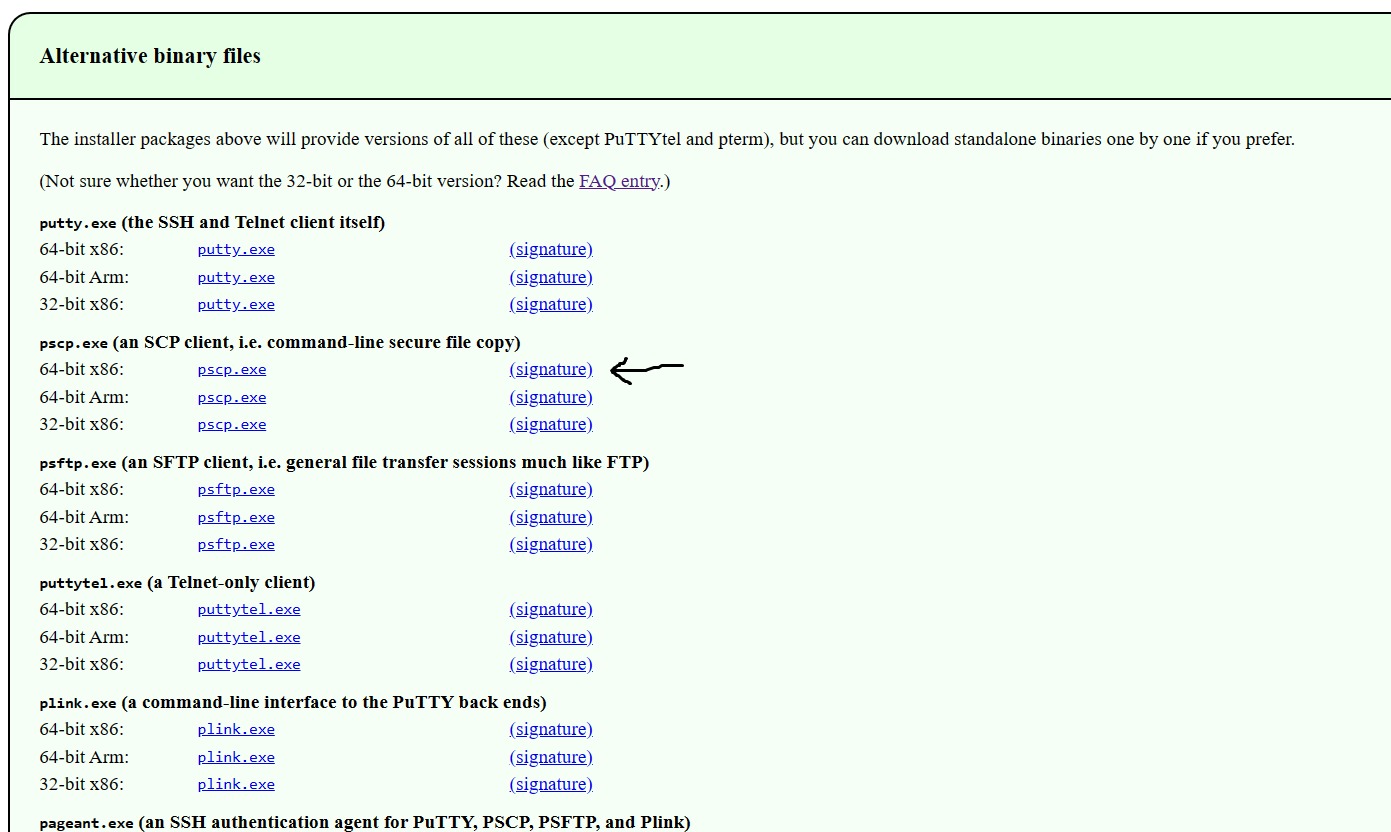 Alternative binary files
The installer packages above will provide versions of all of these (except PuTTYtel and pterm), but you can download standalone binaries one by one if you prefer.
(Not sure whether you want the 32-bit or the 64-bit version? Read the FAQ entry.)
putty.exe (the SSH and Telnet client itself)
64-bit x86: putty.exe (signature)
64-bit Arm: putty.exe (signature)
32-bit x86: putty.exe (signature)
pscp.exe (an SCP client, i.e. command-line secure file copy)
64-bit x86: pscp.exe (signature)
64-bit Arm: pscp.exe (signature)
32-bit x86: pscp.exe (signature)
psftp.exe (an SFTP client, i.e. general file transfer sessions much like FTP)
64-bit x86: psftp.exe (signature)
64-bit Arm: psftp.exe (signature)
32-bit x86: psftp.exe (signature)
puttytel.exe (a Telnet-only client)
64-bit x86: puttytel.exe (signature)
64-bit Arm: puttytel.exe (signature)
32-bit x86: puttytel.exe (signature)
plink.exe (a command-line interface to the PuTTY back ends)
64-bit x86: plink.exe (signature)
64-bit Arm: plink.exe (signature)
32-bit x86: plink.exe (signature)
pageant.exe (an SSH authentication agent for PuTTY, PSCP, PSFTP, and Plink)